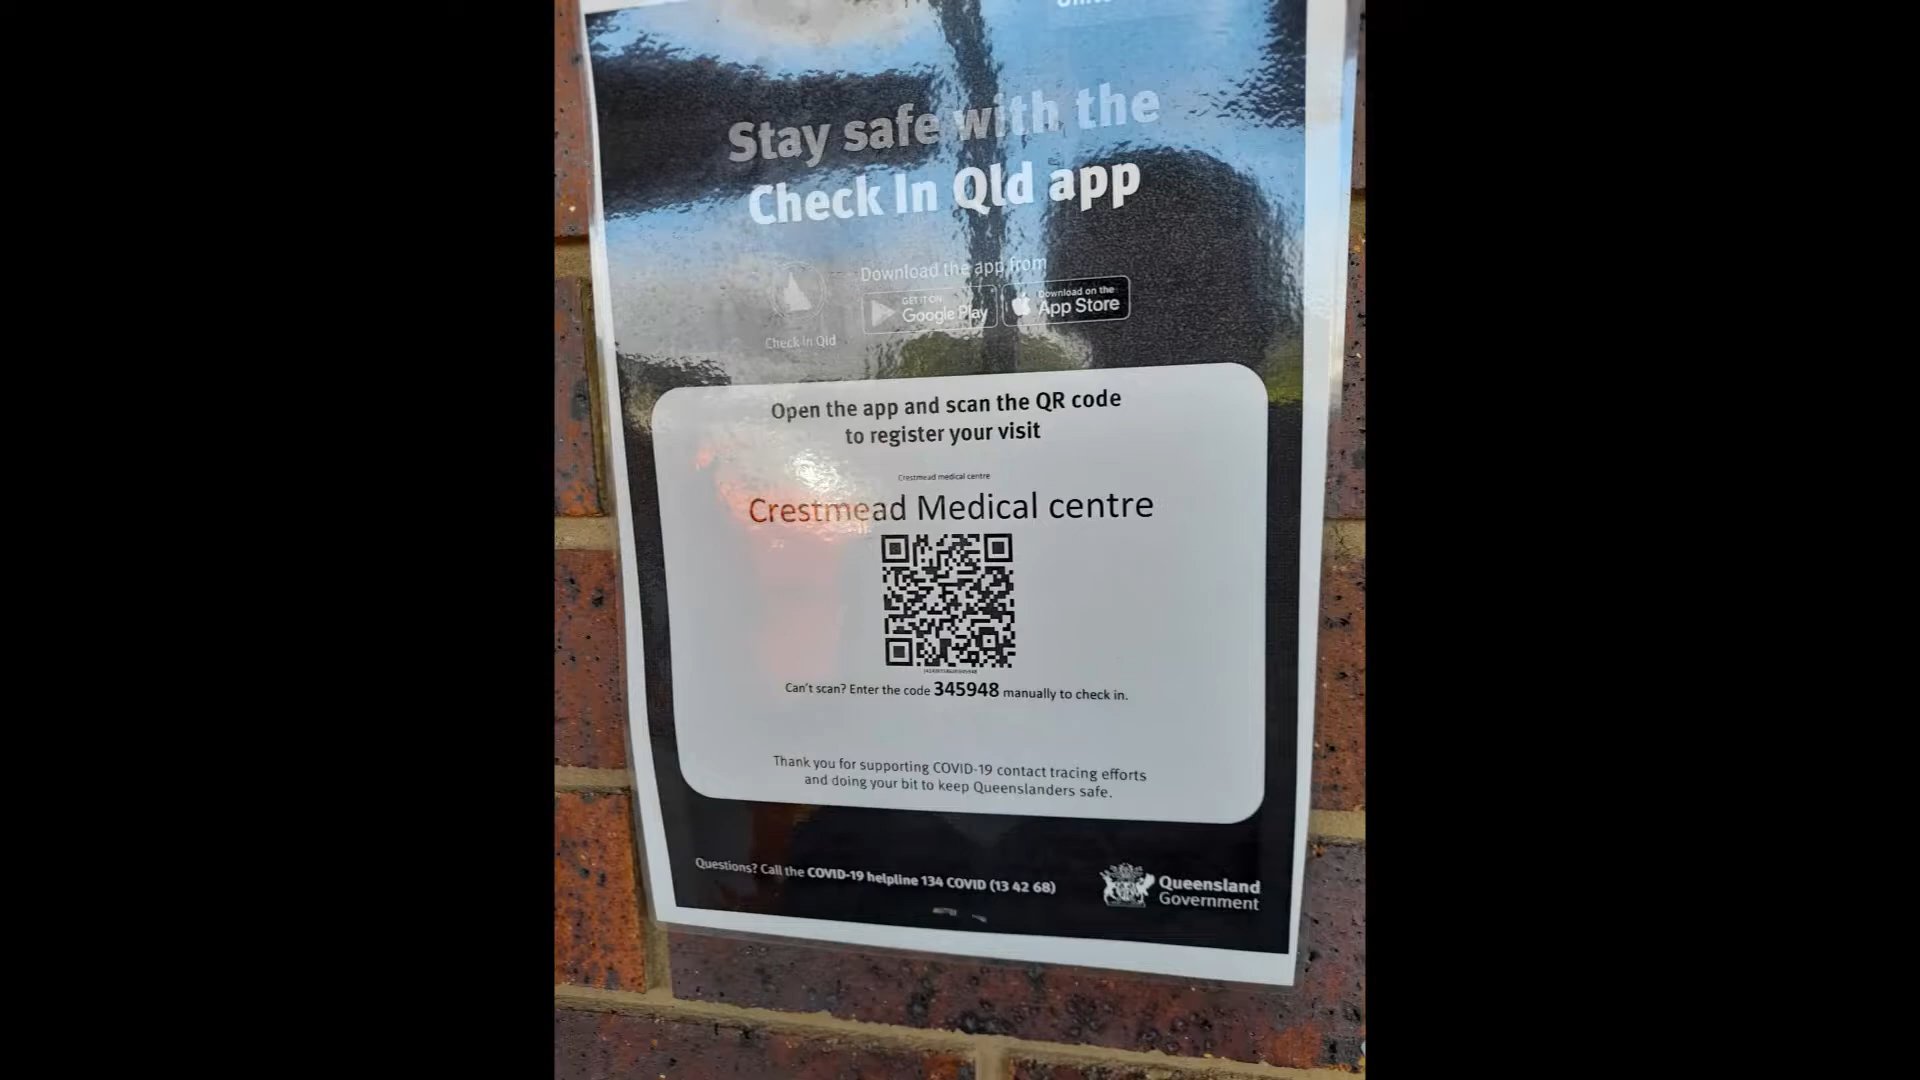 Stay safe with the
Check In Qld app
Download the app from
GET IT ON
Google Play
Download on the
App Store
Check In Qld
Open the app and scan the QR code
to register your visit
Crestmead medical centre
Crestmead Medical centre
Can't scan? Enter the code 345948 manually to check in.
Thank you for supporting COVID-19 contact tracing efforts
and doing your bit to keep Queenslanders safe.
Questions? Call the COVID-19 helpline 134 COVID (13 42 68)
Queensland
Government